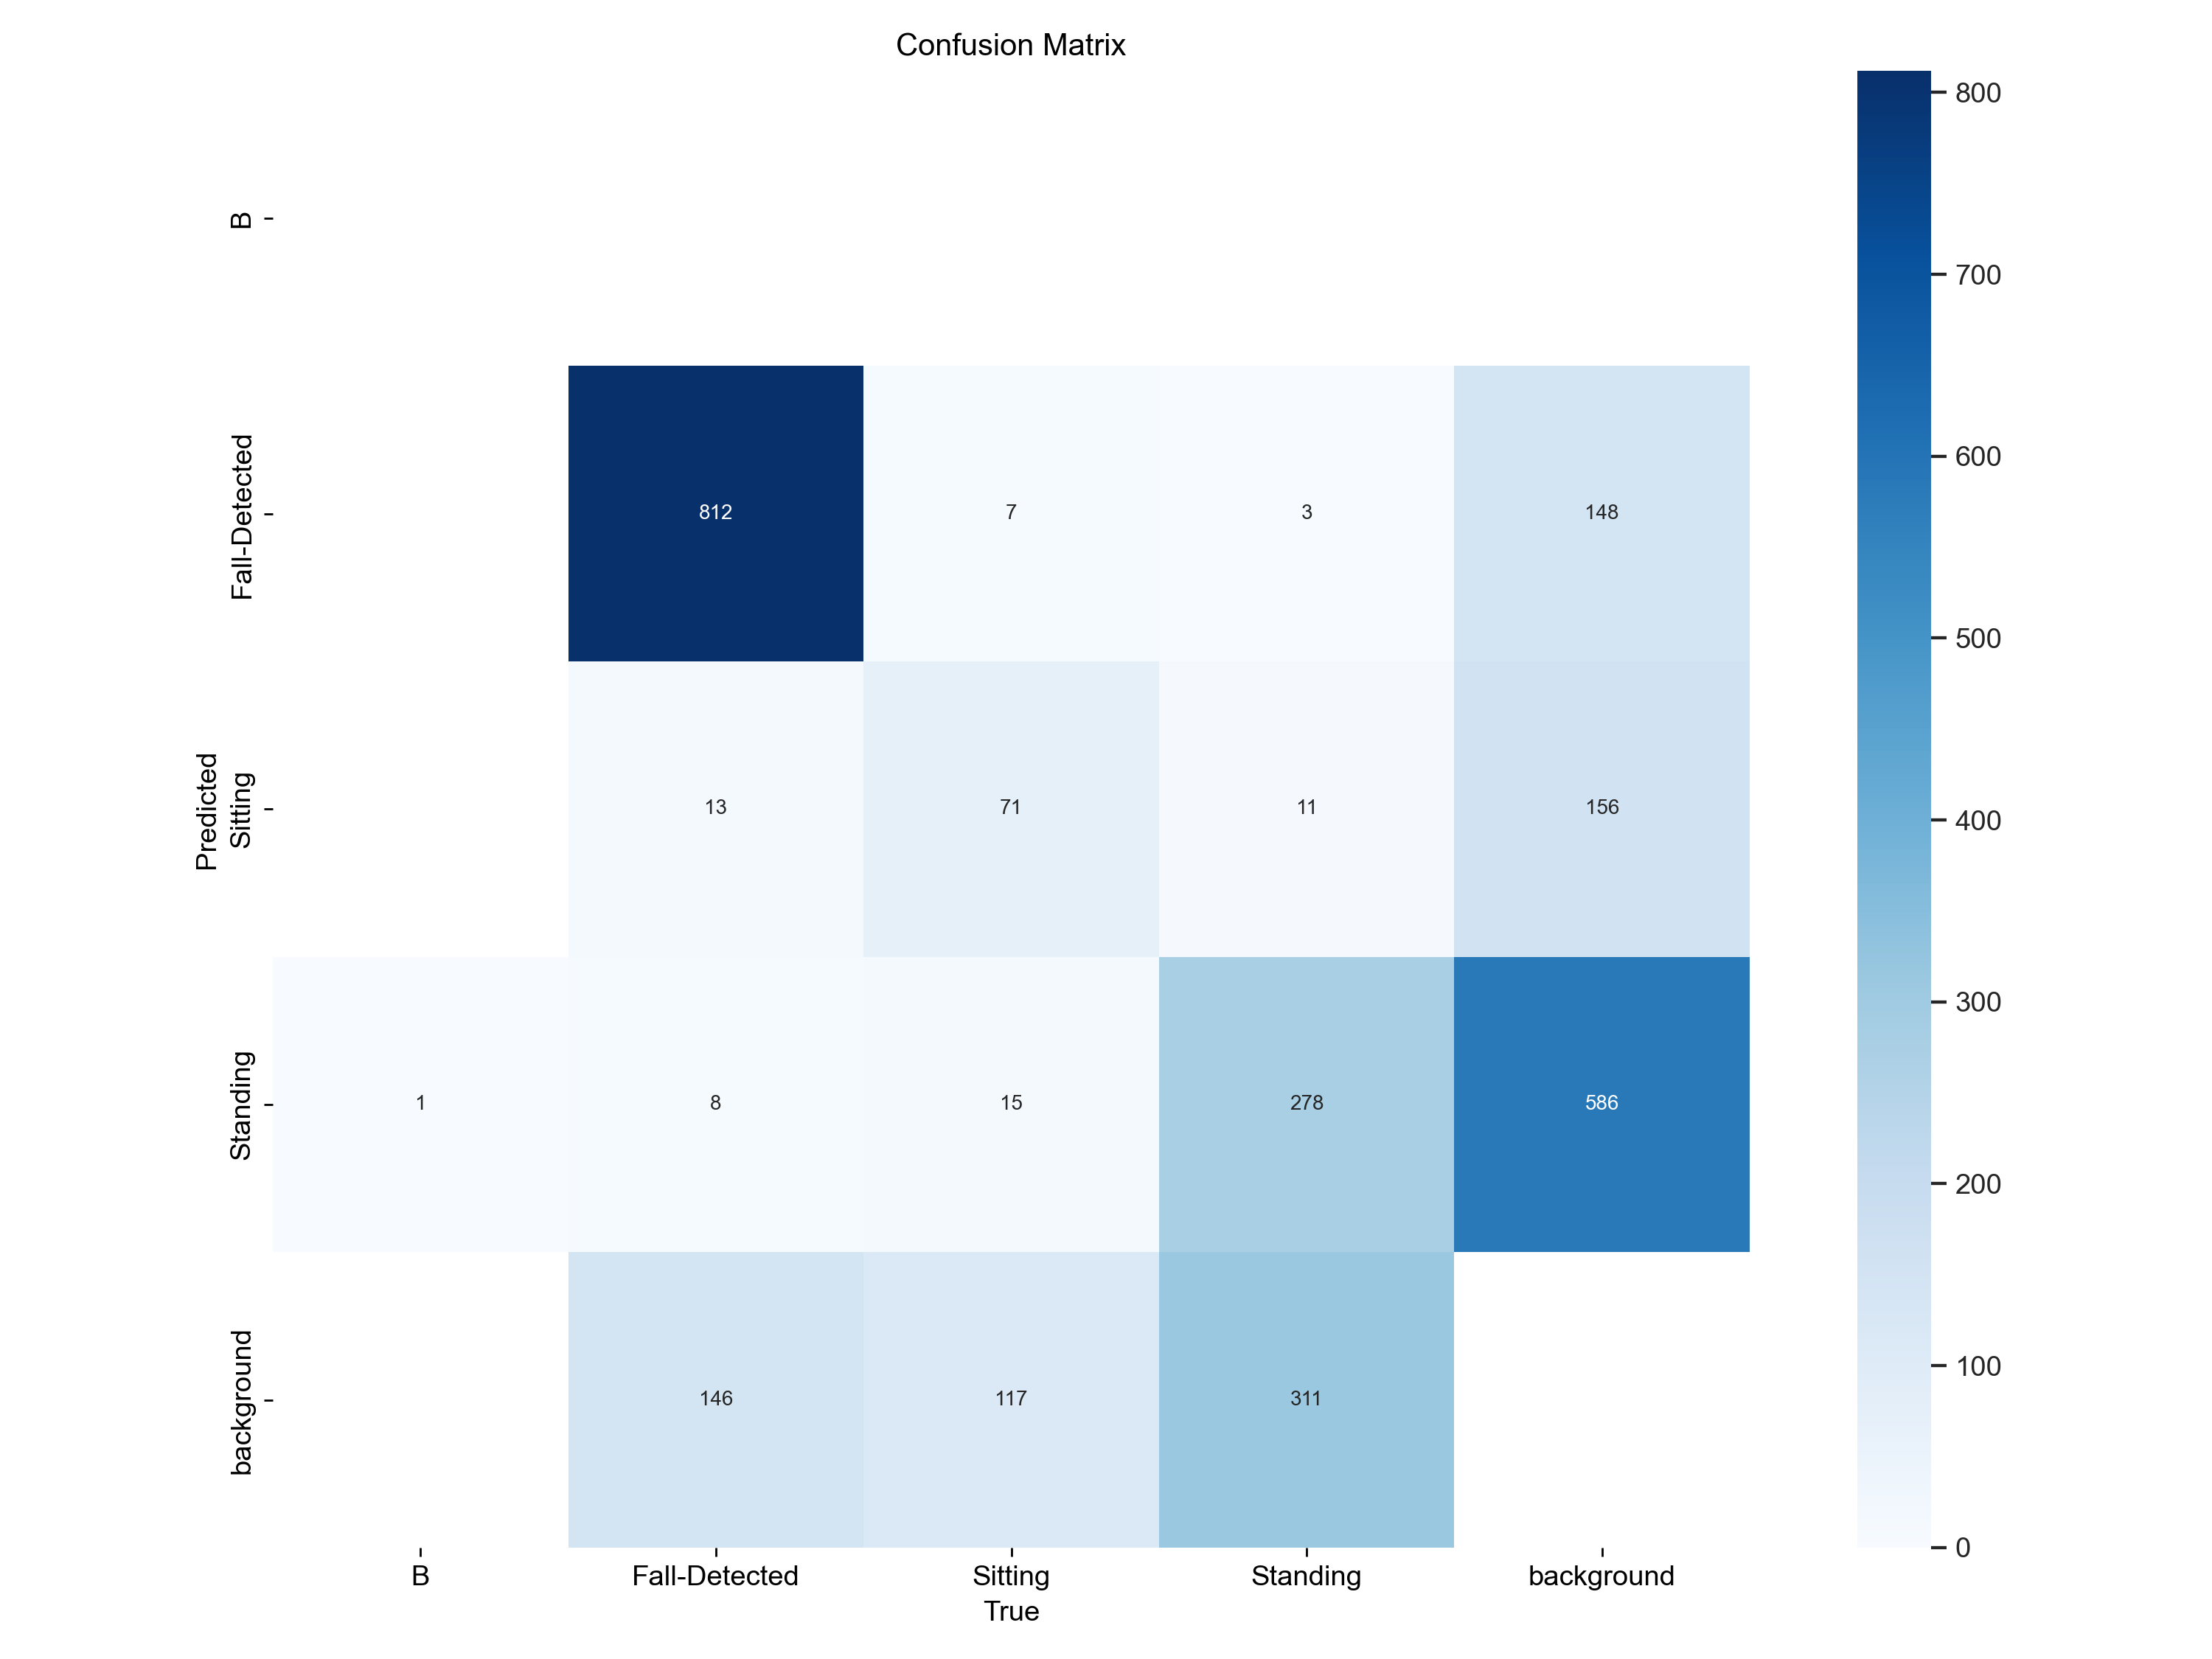 Confusion Matrix
B
Fall-Detected
Sitting
Standing
background
Predicted
812 7 3 148
13 71 11 156
1 8 15 278 586
146 117 311
B Fall-Detected Sitting Standing background
True
800
700
600
500
400
300
200
100
0